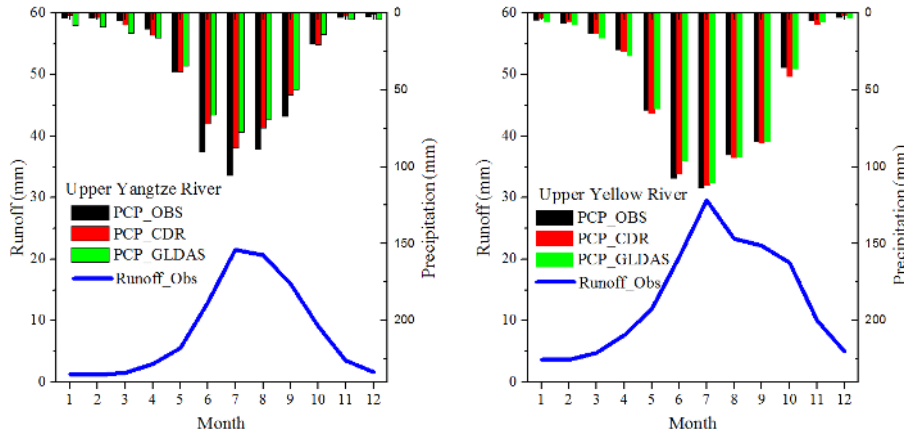 60
50
40
30
20
10
0
Runoff (mm)
0
50
100
150
200
Precipitation (mm)
Upper Yangtze River
PCP_OBS
PCP_CDR
PCP_GLDAS
Runoff_Obs
1 2 3 4 5 6 7 8 9 10 11 12
Month
60
50
40
30
20
10
0
Runoff (mm)
0
50
100
150
200
Precipitation (mm)
Upper Yellow River
PCP_OBS
PCP_CDR
PCP_GLDAS
Runoff_Obs
1 2 3 4 5 6 7 8 9 10 11 12
Month